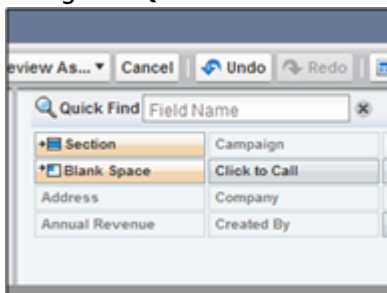 eview As... Cancel Undo Redo
Quick Find Field Name
Section Campaign
Blank Space Click to Call
Address Company
Annual Revenue Created By